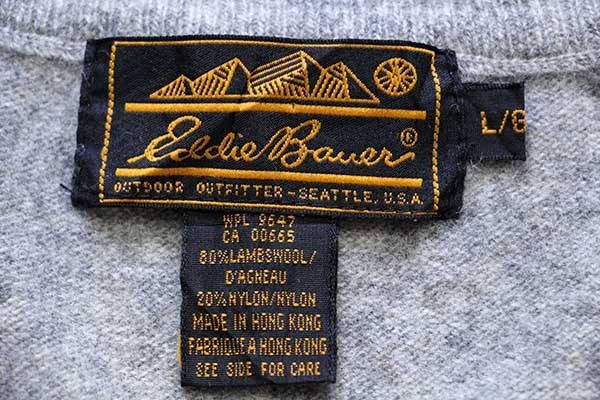 Eddie Bauer®
OUTDOOR OUTFITTER - SEATTLE, U.S.A.
L/G
WPL 9647
CA 00665
80% LAMBSWOOL/
D'AGNEAU
20% NYLON/NYLON
MADE IN HONG KONG
FABRIQUE A HONG KONG
SEE SIDE FOR CARE